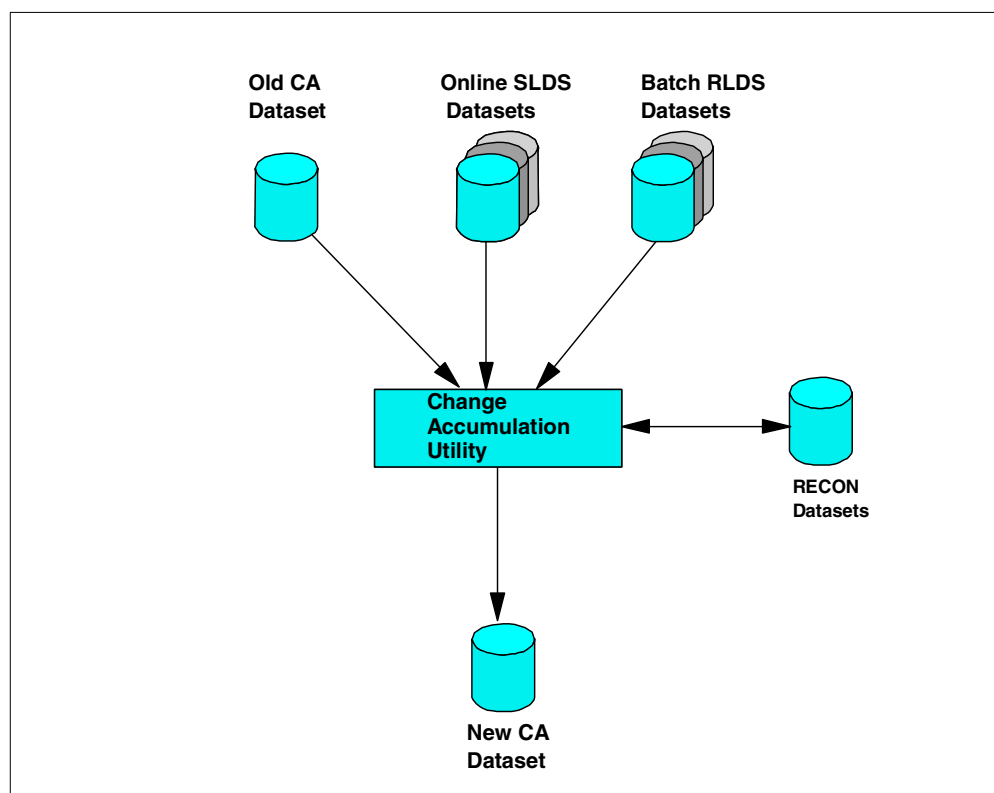 Old CA
Dataset
Online SLDS
Datasets
Batch RLDS
Datasets
Change
Accumulation
Utility
RECON
Datasets
New CA
Dataset